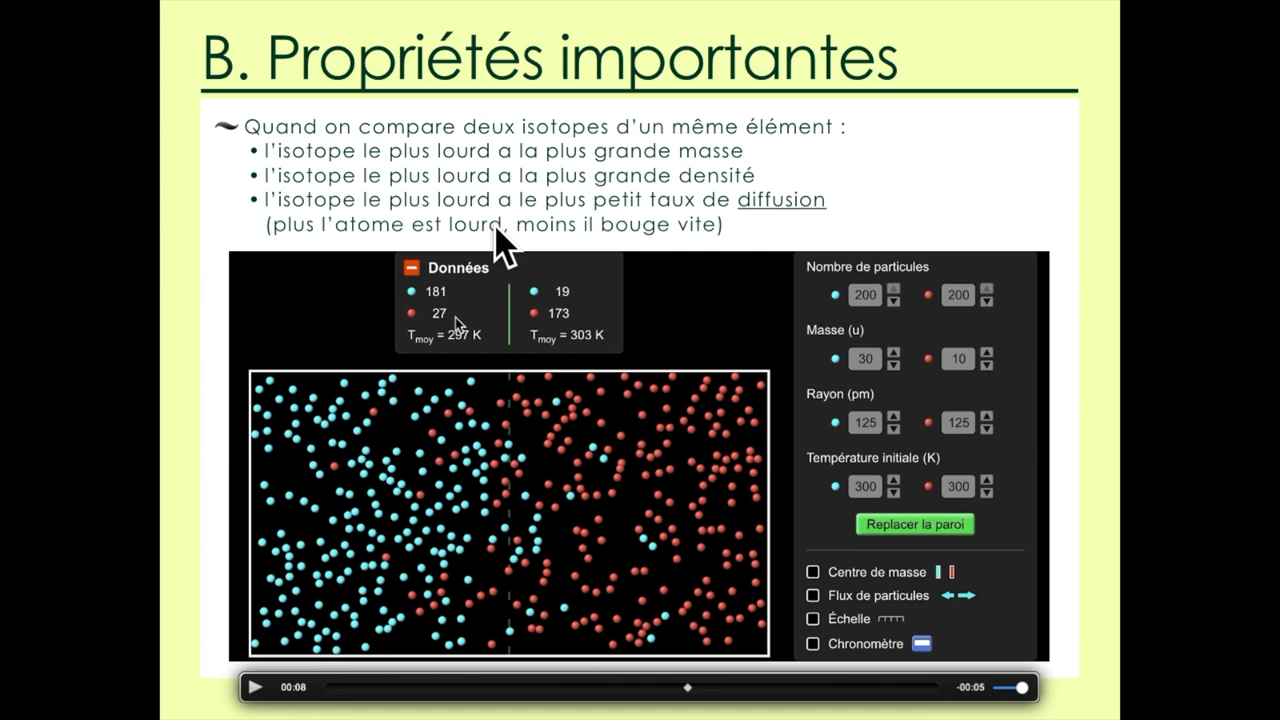 B. Propriétés importantes
Quand on compare deux isotopes d’un même élément :
• l’isotope le plus lourd a la plus grande masse
• l’isotope le plus lourd a la plus grande densité
• l’isotope le plus lourd a le plus petit taux de diffusion
(plus l’atome est lourd, moins il bouge vite)
Données
181 19
27 173
Tmoy = 297 K Tmoy = 303 K
Nombre de particules
200 200
Masse (u)
30 10
Rayon (pm)
125 125
Température initiale (K)
300 300
Replacer la paroi
Centre de masse
Flux de particules
Échelle
Chronomètre
00:08 -00:05